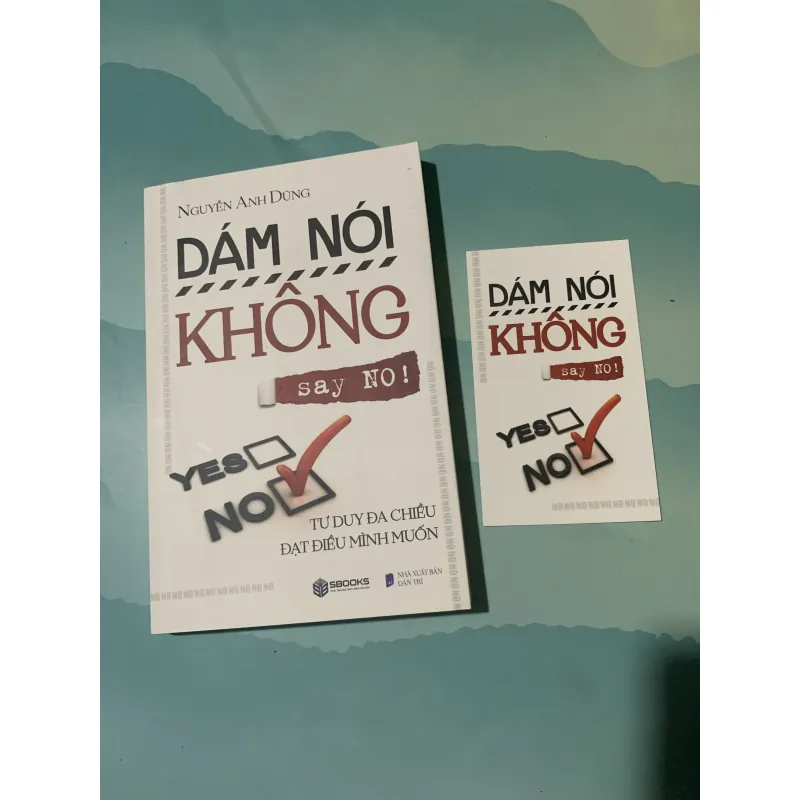 NGUYỄN ANH DŨNG
DÁM NÓI
KHÔNG
say NO!
YES
NO
TƯ DUY ĐA CHIỀU
ĐẠT ĐIỀU MÌNH MUỐN
SBOOKS
NHÀ XUẤT BẢN
DÂN TRÍ
DÁM NÓI
KHÔNG
say NO!
YES
NO